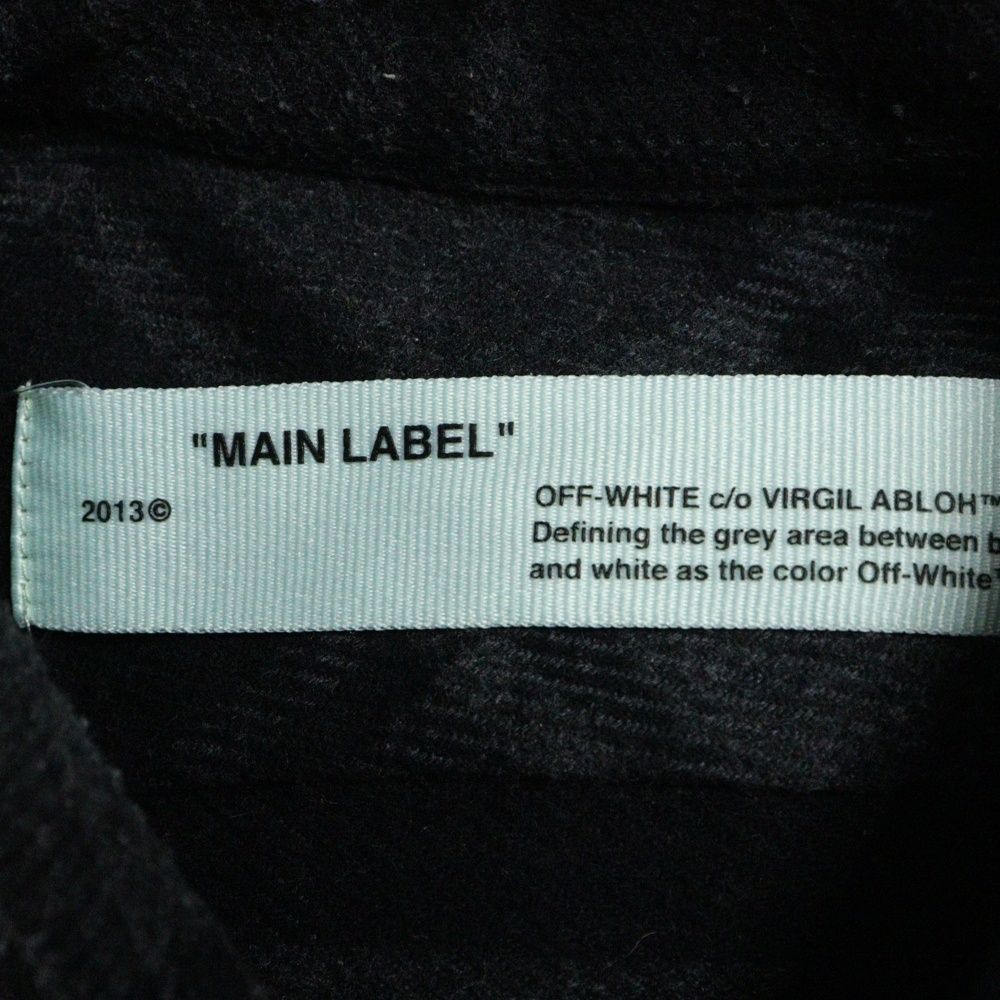 "MAIN LABEL"
2013©
OFF-WHITE c/o VIRGIL ABLOH™
Defining the grey area between
and white as the color Off-White